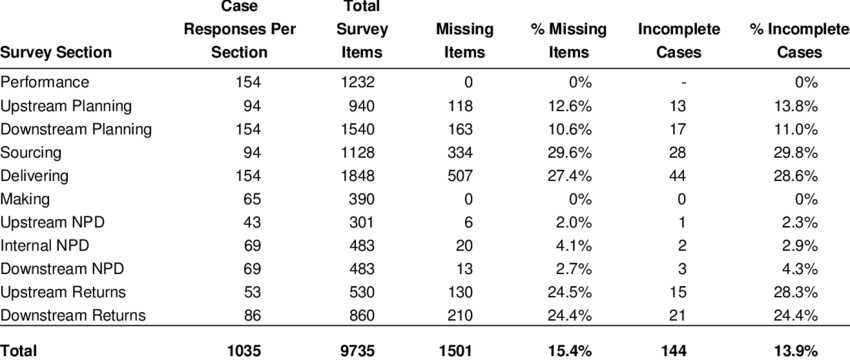 Case Total
Responses Per Survey Missing % Missing Incomplete % Incomplete
Survey Section Section Items Items Items Cases Cases
Performance 154 1232 0 0% - 0%
Upstream Planning 94 940 118 12.6% 13 13.8%
Downstream Planning 154 1540 163 10.6% 17 11.0%
Sourcing 94 1128 334 29.6% 28 29.8%
Delivering 154 1848 507 27.4% 44 28.6%
Making 65 390 0 0% 0 0%
Upstream NPD 43 301 6 2.0% 1 2.3%
Internal NPD 69 483 20 4.1% 2 2.9%
Downstream NPD 69 483 13 2.7% 3 4.3%
Upstream Returns 53 530 130 24.5% 15 28.3%
Downstream Returns 86 860 210 24.4% 21 24.4%
Total 1035 9735 1501 15.4% 144 13.9%